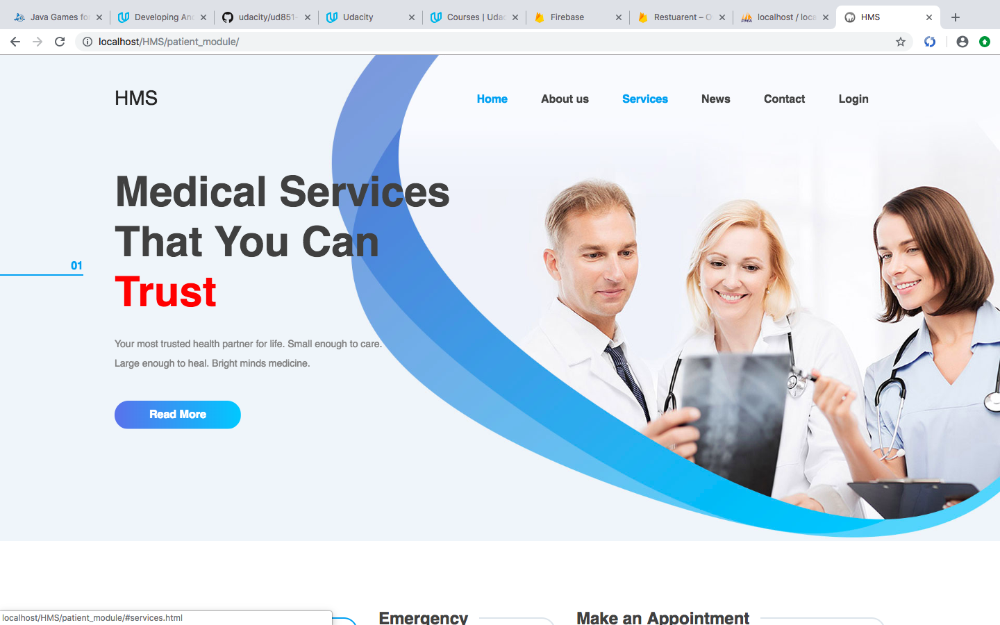 Java Games fo
Developing An
udacity/ud851-
Udacity
Courses | Udac
Firebase
Restuarent – O
localhost / loca
HMS
localhost/HMS/patient_module/
HMS
Home
About us
Services
News
Contact
Login
Medical Services
That You Can
Trust
01
Your most trusted health partner for life. Small enough to care.
Large enough to heal. Bright minds medicine.
Read More
Emergency
Make an Appointment
localhost/HMS/patient_module/#services.html